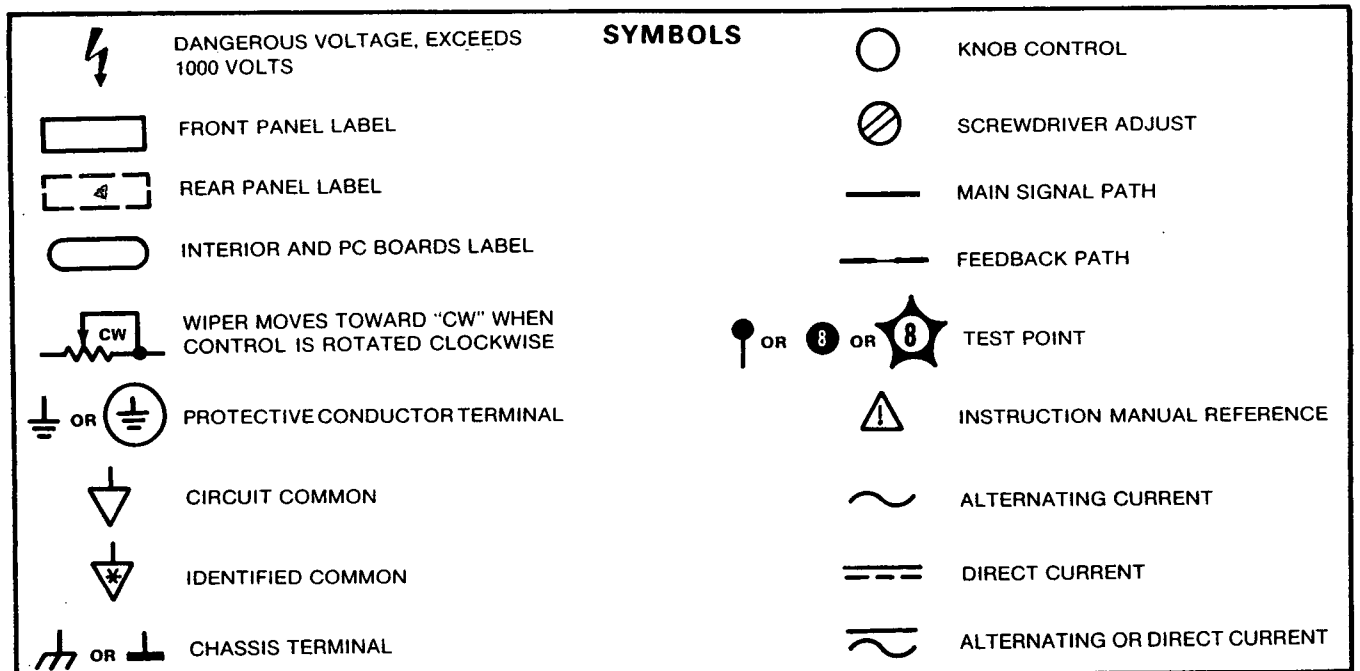 SYMBOLS
DANGEROUS VOLTAGE, EXCEEDS
1000 VOLTS
FRONT PANEL LABEL
REAR PANEL LABEL
INTERIOR AND PC BOARDS LABEL
CW
WIPER MOVES TOWARD "CW" WHEN
CONTROL IS ROTATED CLOCKWISE
OR PROTECTIVE CONDUCTOR TERMINAL
CIRCUIT COMMON
* IDENTIFIED COMMON
OR CHASSIS TERMINAL
KNOB CONTROL
SCREWDRIVER ADJUST
MAIN SIGNAL PATH
FEEDBACK PATH
OR 8 OR 8 TEST POINT
! INSTRUCTION MANUAL REFERENCE
ALTERNATING CURRENT
DIRECT CURRENT
ALTERNATING OR DIRECT CURRENT